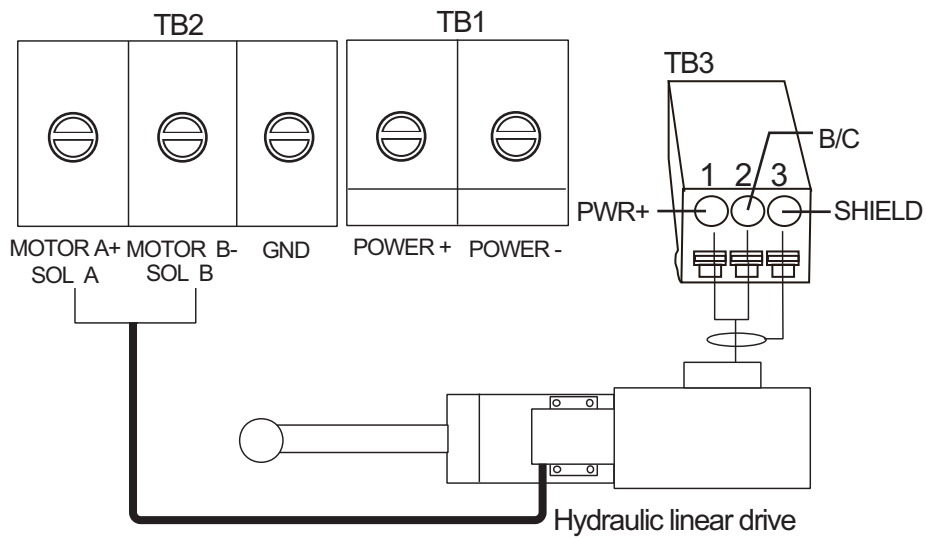 TB2
TB1
TB3
B/C
1 2 3
PWR+
SHIELD
MOTOR A+ MOTOR B- GND POWER + POWER -
SOL A SOL B
Hydraulic linear drive